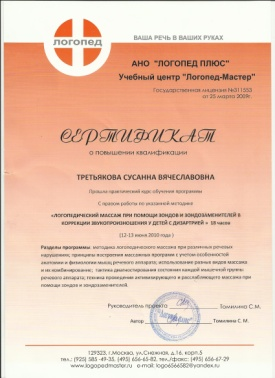 ВАША РЕЧЬ В ВАШИХ РУКАХ
ЛОГОПЕД
АНО "ЛОГОПЕД ПЛЮС"
Учебный центр "Логопед-Мастер"
Государственная лицензия №011553
от 25 марта 2009г.
СЕРТИФИКАТ
о повышении квалификации
ТРЕТЬЯКОВА СУСАННА ВЯЧЕСЛАВОВНА
Прошла практический курс обучения программы
С правом работы по указанной методике
«ЛОГОПЕДИЧЕСКИЙ МАССАЖ ПРИ ПОМОЩИ ЗОНДОВ И ЗОНДОЗАМЕНИТЕЛЕЙ В
КОРРЕКЦИИ ЗВУКОПРОИЗНОШЕНИЯ У ДЕТЕЙ С ДИЗАРТРИЕЙ» 18 часов
(12-13 июня 2010 года )
Разделы программы: методика логопедического массажа при различных речевых
нарушениях; принципы построения массажных программ с учетом особенностей
анатомии и физиологии мышц речевого аппарата; использование разных видов массажа
и их комбинирование; тактика диагностирования состояния каждой мышечной группы
речевого аппарата; техника проведения активизирующего и расслабляющего массажа при
помощи зондов и зондозаменителей.
Руководитель проекта Томилина С.М.
Автор Томилина С. М.
129323, г.Москва, ул.Снежная, д.16, корп.5
тел.: (925) 585-91-35, (495) 656-65-82, тел./факс: (495) 656-67-29
www.logopedmaster.ru e-mail: logo6566582@yandex.ru